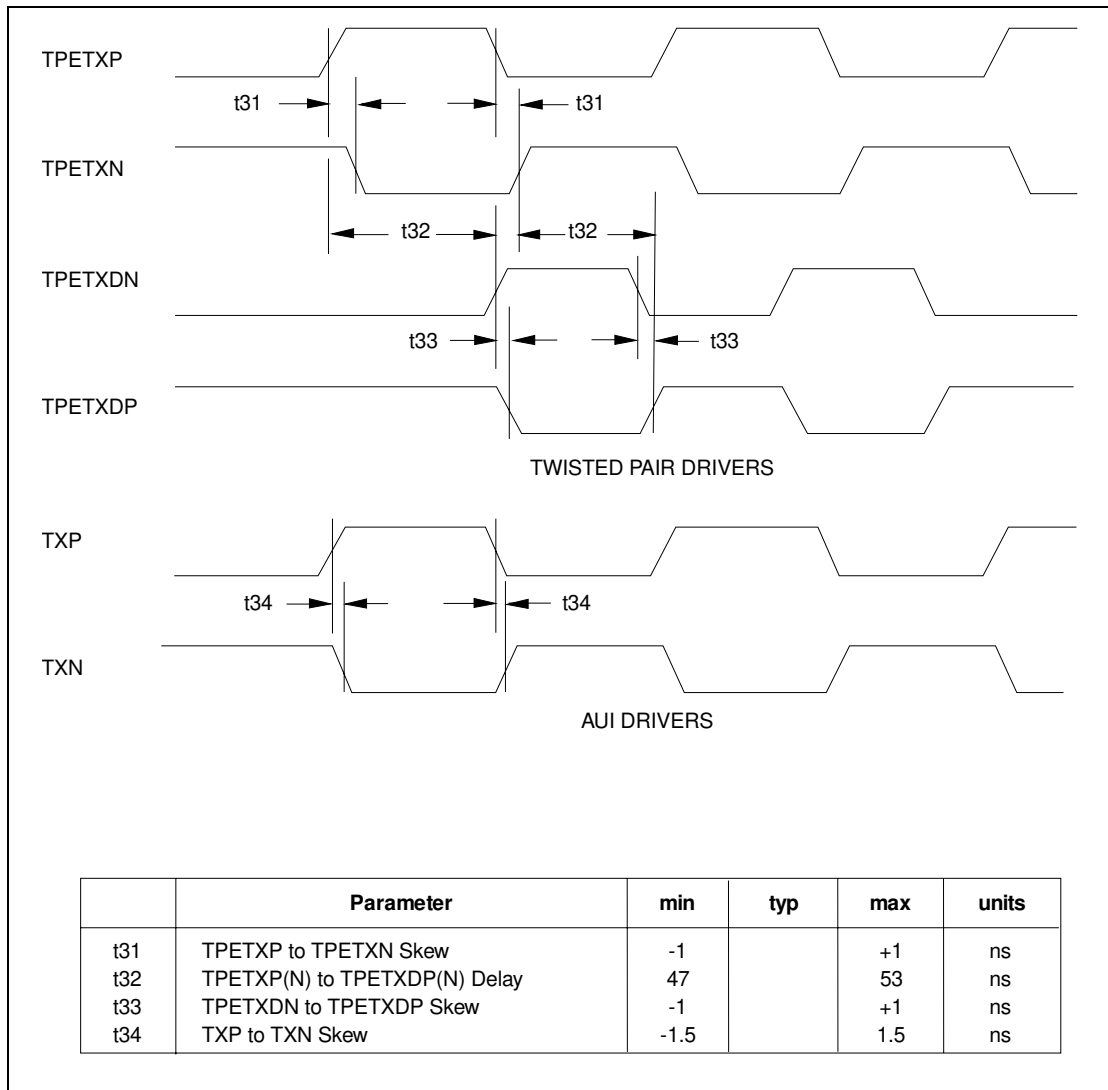 TPETXP
t31 t31
TPETXN
t32 t32
TPETXDN
t33 t33
TPETXDP
TWISTED PAIR DRIVERS
TXP
t34 t34
TXN
AUI DRIVERS
Parameter min typ max units
t31 TPETXP to TPETXN Skew -1 +1 ns
t32 TPETXP(N) to TPETXDP(N) Delay 47 53 ns
t33 TPETXDN to TPETXDP Skew -1 +1 ns
t34 TXP to TXN Skew -1.5 1.5 ns